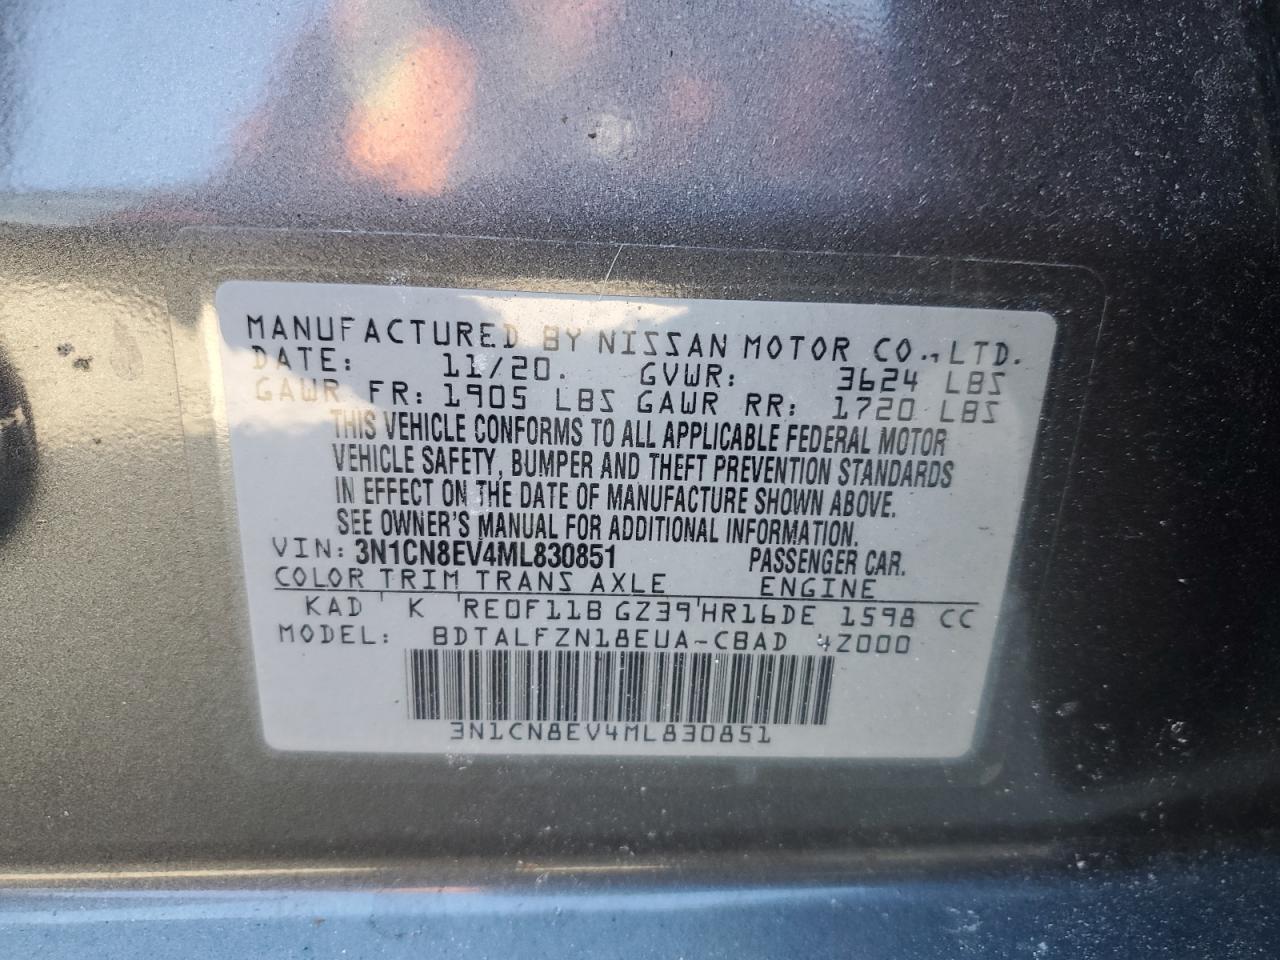 MANUFACTURED BY NISSAN MOTOR CO., LTD.
DATE: 11/20. GVWR: 3624 LBS
GAWR FR: 1905 LBS GAWR RR: 1720 LBS
THIS VEHICLE CONFORMS TO ALL APPLICABLE FEDERAL MOTOR
VEHICLE SAFETY, BUMPER AND THEFT PREVENTION STANDARDS
IN EFFECT ON THE DATE OF MANUFACTURE SHOWN ABOVE.
SEE OWNER'S MANUAL FOR ADDITIONAL INFORMATION.
VIN: 3N1CN8EV4ML830851 PASSENGER CAR.
COLOR TRIM TRANS AXLE ENGINE
KAD K RE0F11B GZ39 HR16DE 1598 CC
MODEL: BDTALFZN18EUA-CBAD 4Z000
3N1CN8EV4ML830851